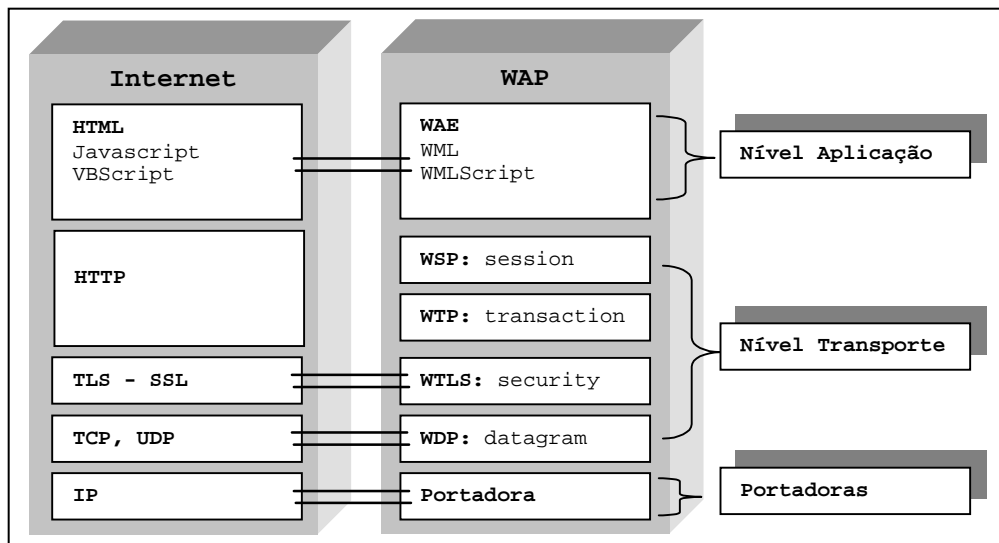 Internet
HTML
Javascript
VBScript
HTTP
TLS - SSL
TCP, UDP
IP
WAP
WAE
WML
WMLScript
WSP: session
WTP: transaction
WTLS: security
WDP: datagram
Portadora
Nível Aplicação
Nível Transporte
Portadoras